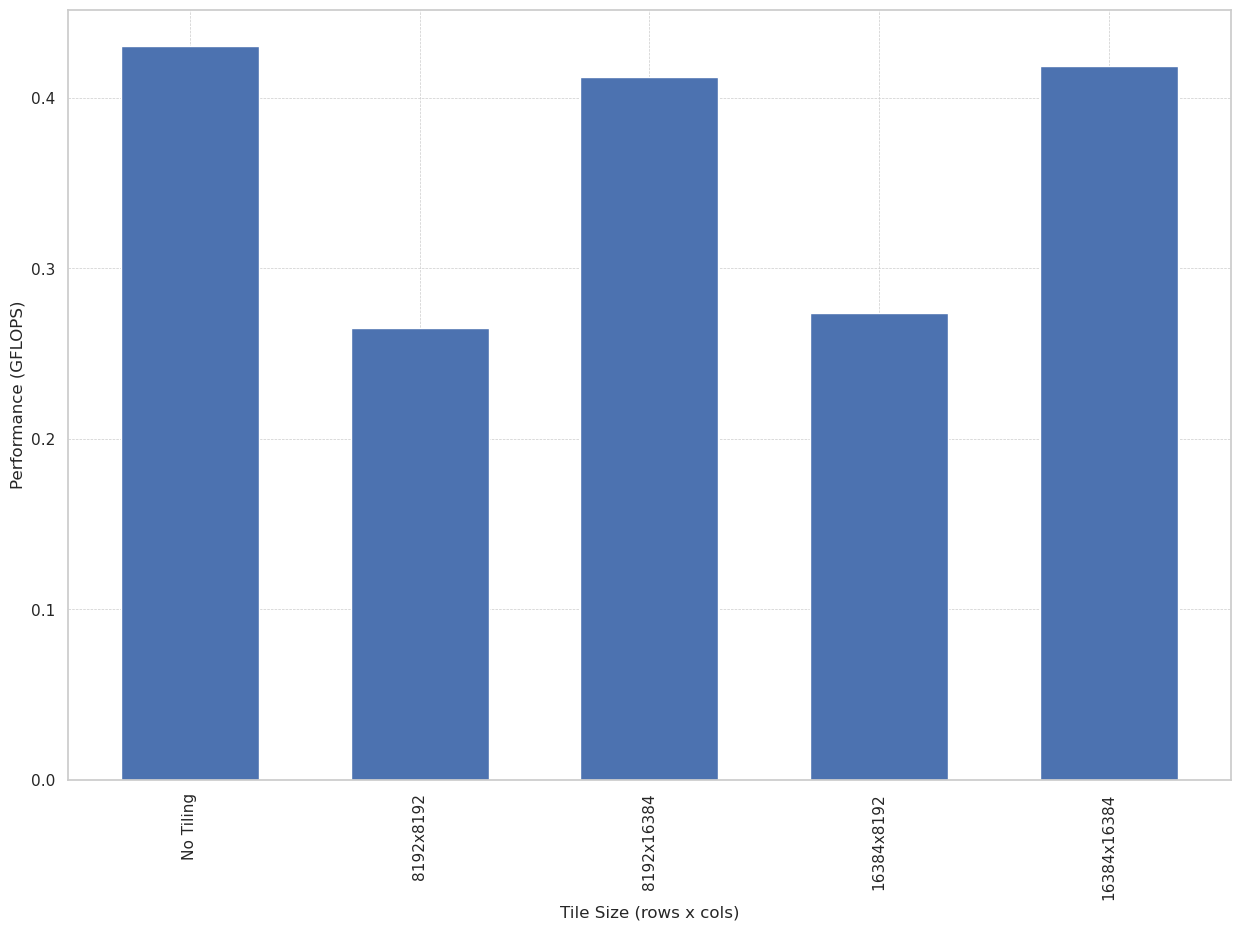 Performance (GFLOPS)
0.4
0.3
0.2
0.1
0.0
No Tiling
8192x8192
8192x16384
16384x8192
16384x16384
Tile Size (rows x cols)